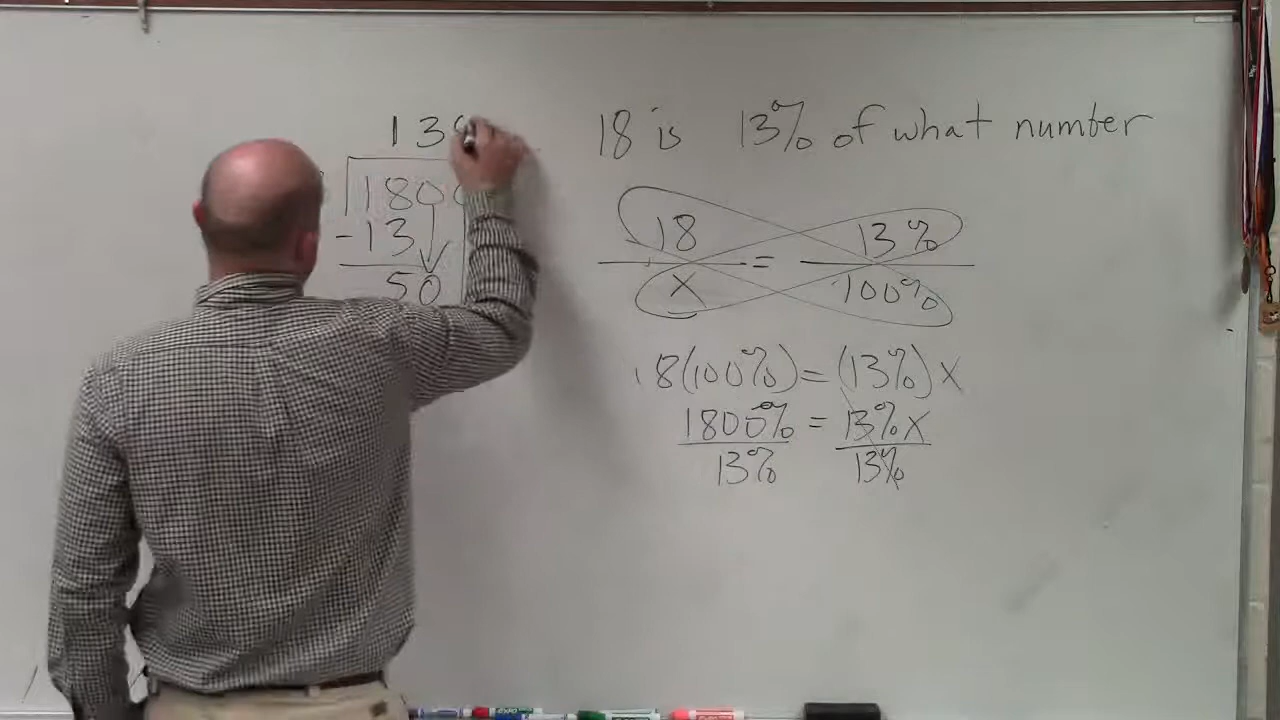 13
1800
-13
50
18 is 13% of what number
18/x = 13%/100%
18(100%) = (13%)x
1800%/13% = 13%x/13%
EXPO